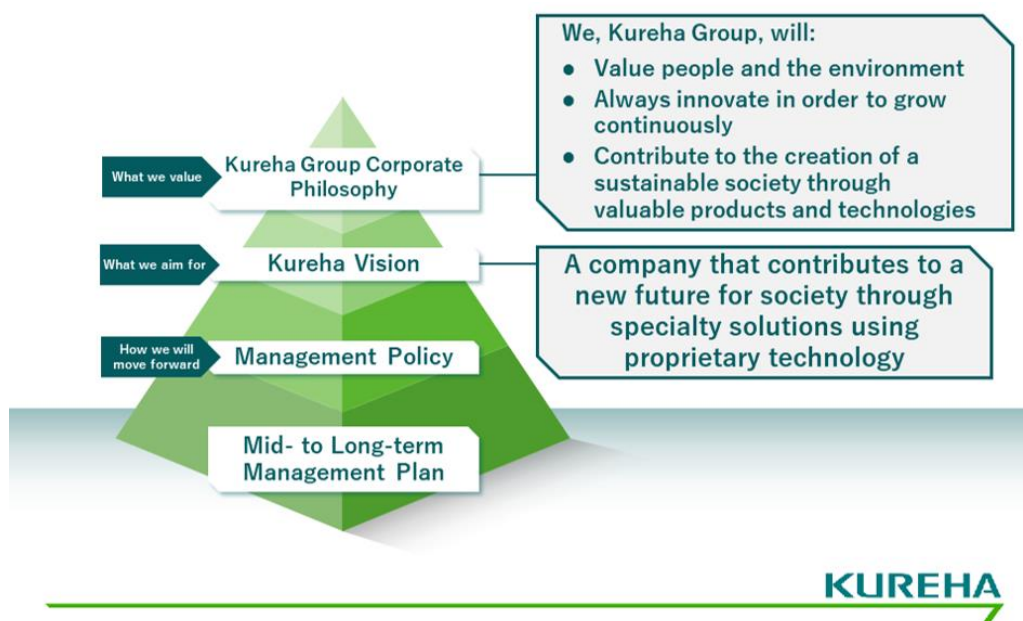 We, Kureha Group, will:
● Value people and the environment
● Always innovate in order to grow
continuously
● Contribute to the creation of a
sustainable society through
valuable products and technologies
What we value
Kureha Group Corporate
Philosophy
What we aim for
Kureha Vision
A company that contributes to a
new future for society through
specialty solutions using
proprietary technology
How we will
move forward
Management Policy
Mid- to Long-term
Management Plan
KUREHA